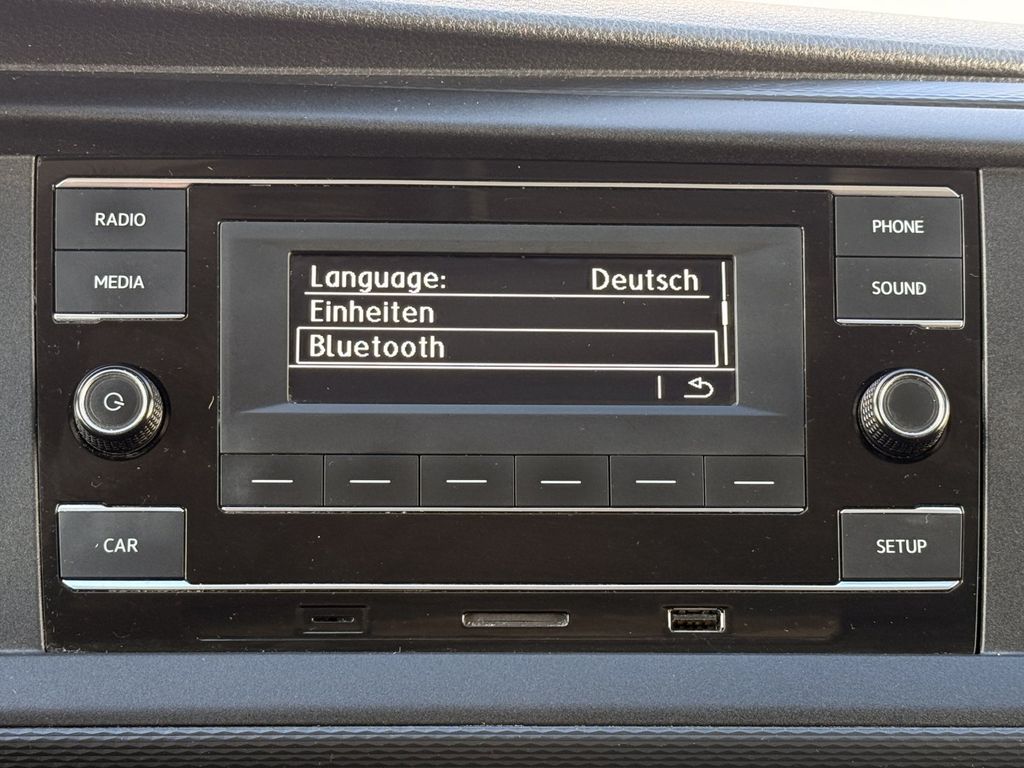 RADIO
MEDIA
PHONE
SOUND
Language: Deutsch
Einheiten
Bluetooth
CAR
SETUP